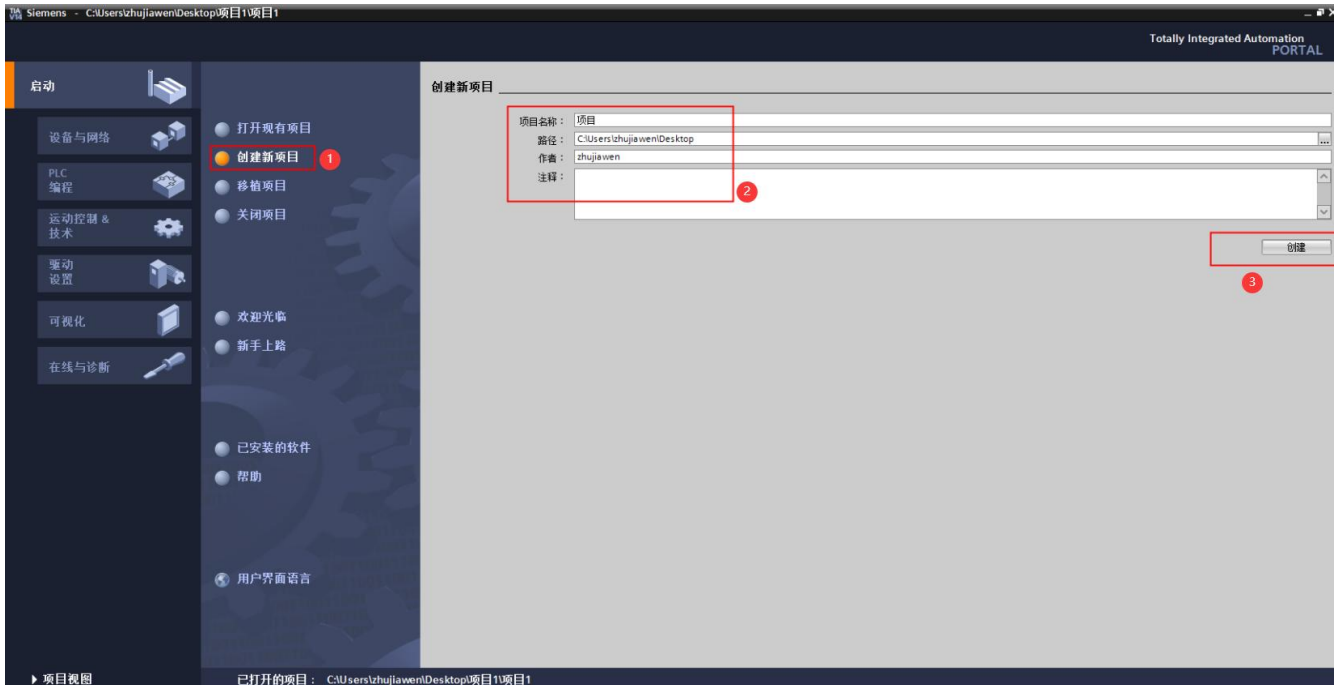 TIA V14 Siemens - C:\Users\zhujiawen\Desktop\项目1\项目1
Totally Integrated Automation
PORTAL
启动
设备与网络
PLC
编程
运动控制 &
技术
驱动
设置
可视化
在线与诊断
打开现有项目
创建新项目 1
移植项目
关闭项目
欢迎光临
新手上路
已安装的软件
帮助
用户界面语言
创建新项目
项目名称： 项目
路径： C:\Users\zhujiawen\Desktop ...
作者： zhujiawen
注释：
2
创建
3
项目视图
已打开的项目： C:\Users\zhujiawen\Desktop\项目1\项目1